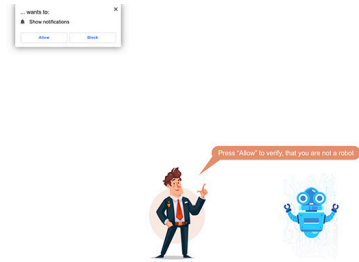 ... wants to:
Show notifications
Allow
Block
Press "Allow" to verify, that you are not a robot